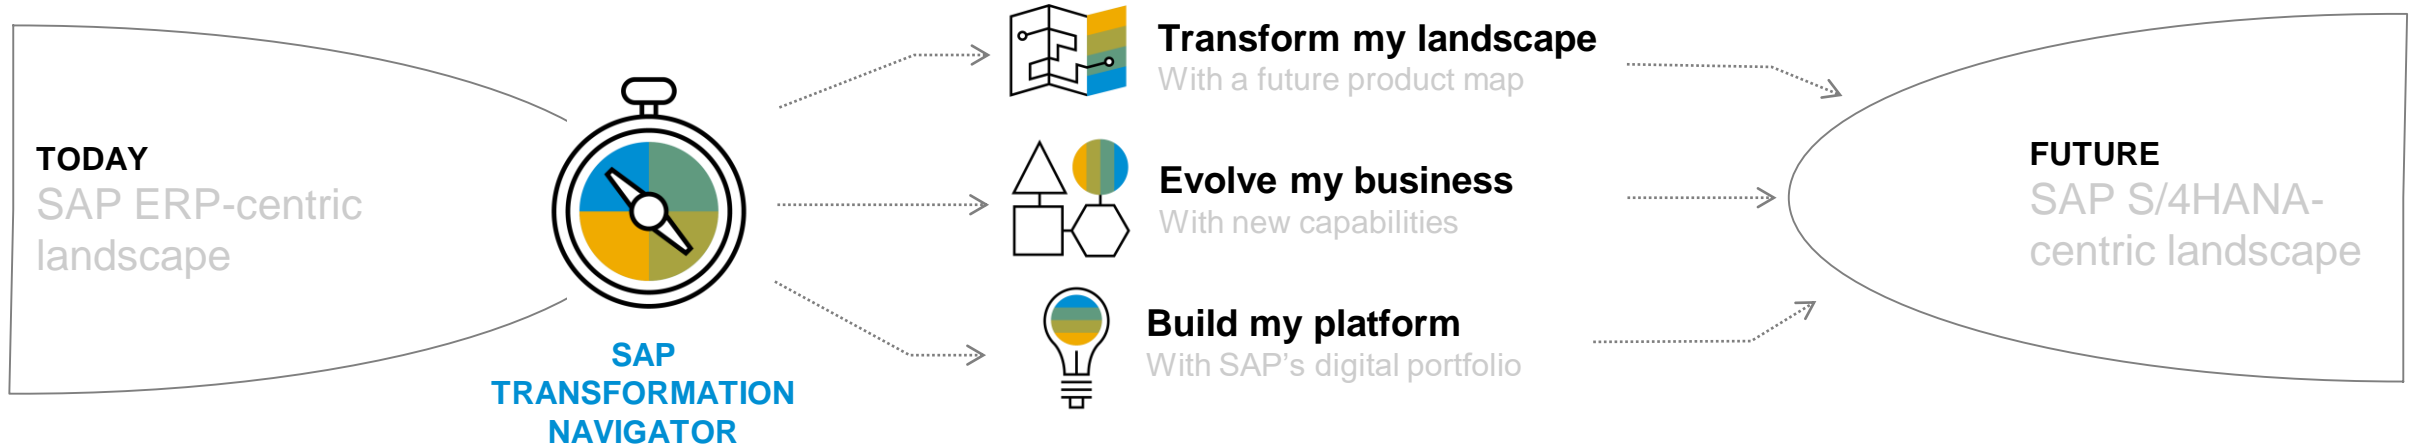 TODAY
SAP ERP-centric
landscape
SAP
TRANSFORMATION
NAVIGATOR
Transform my landscape
With a future product map
Evolve my business
With new capabilities
Build my platform
With SAP’s digital portfolio
FUTURE
SAP S/4HANA-
centric landscape